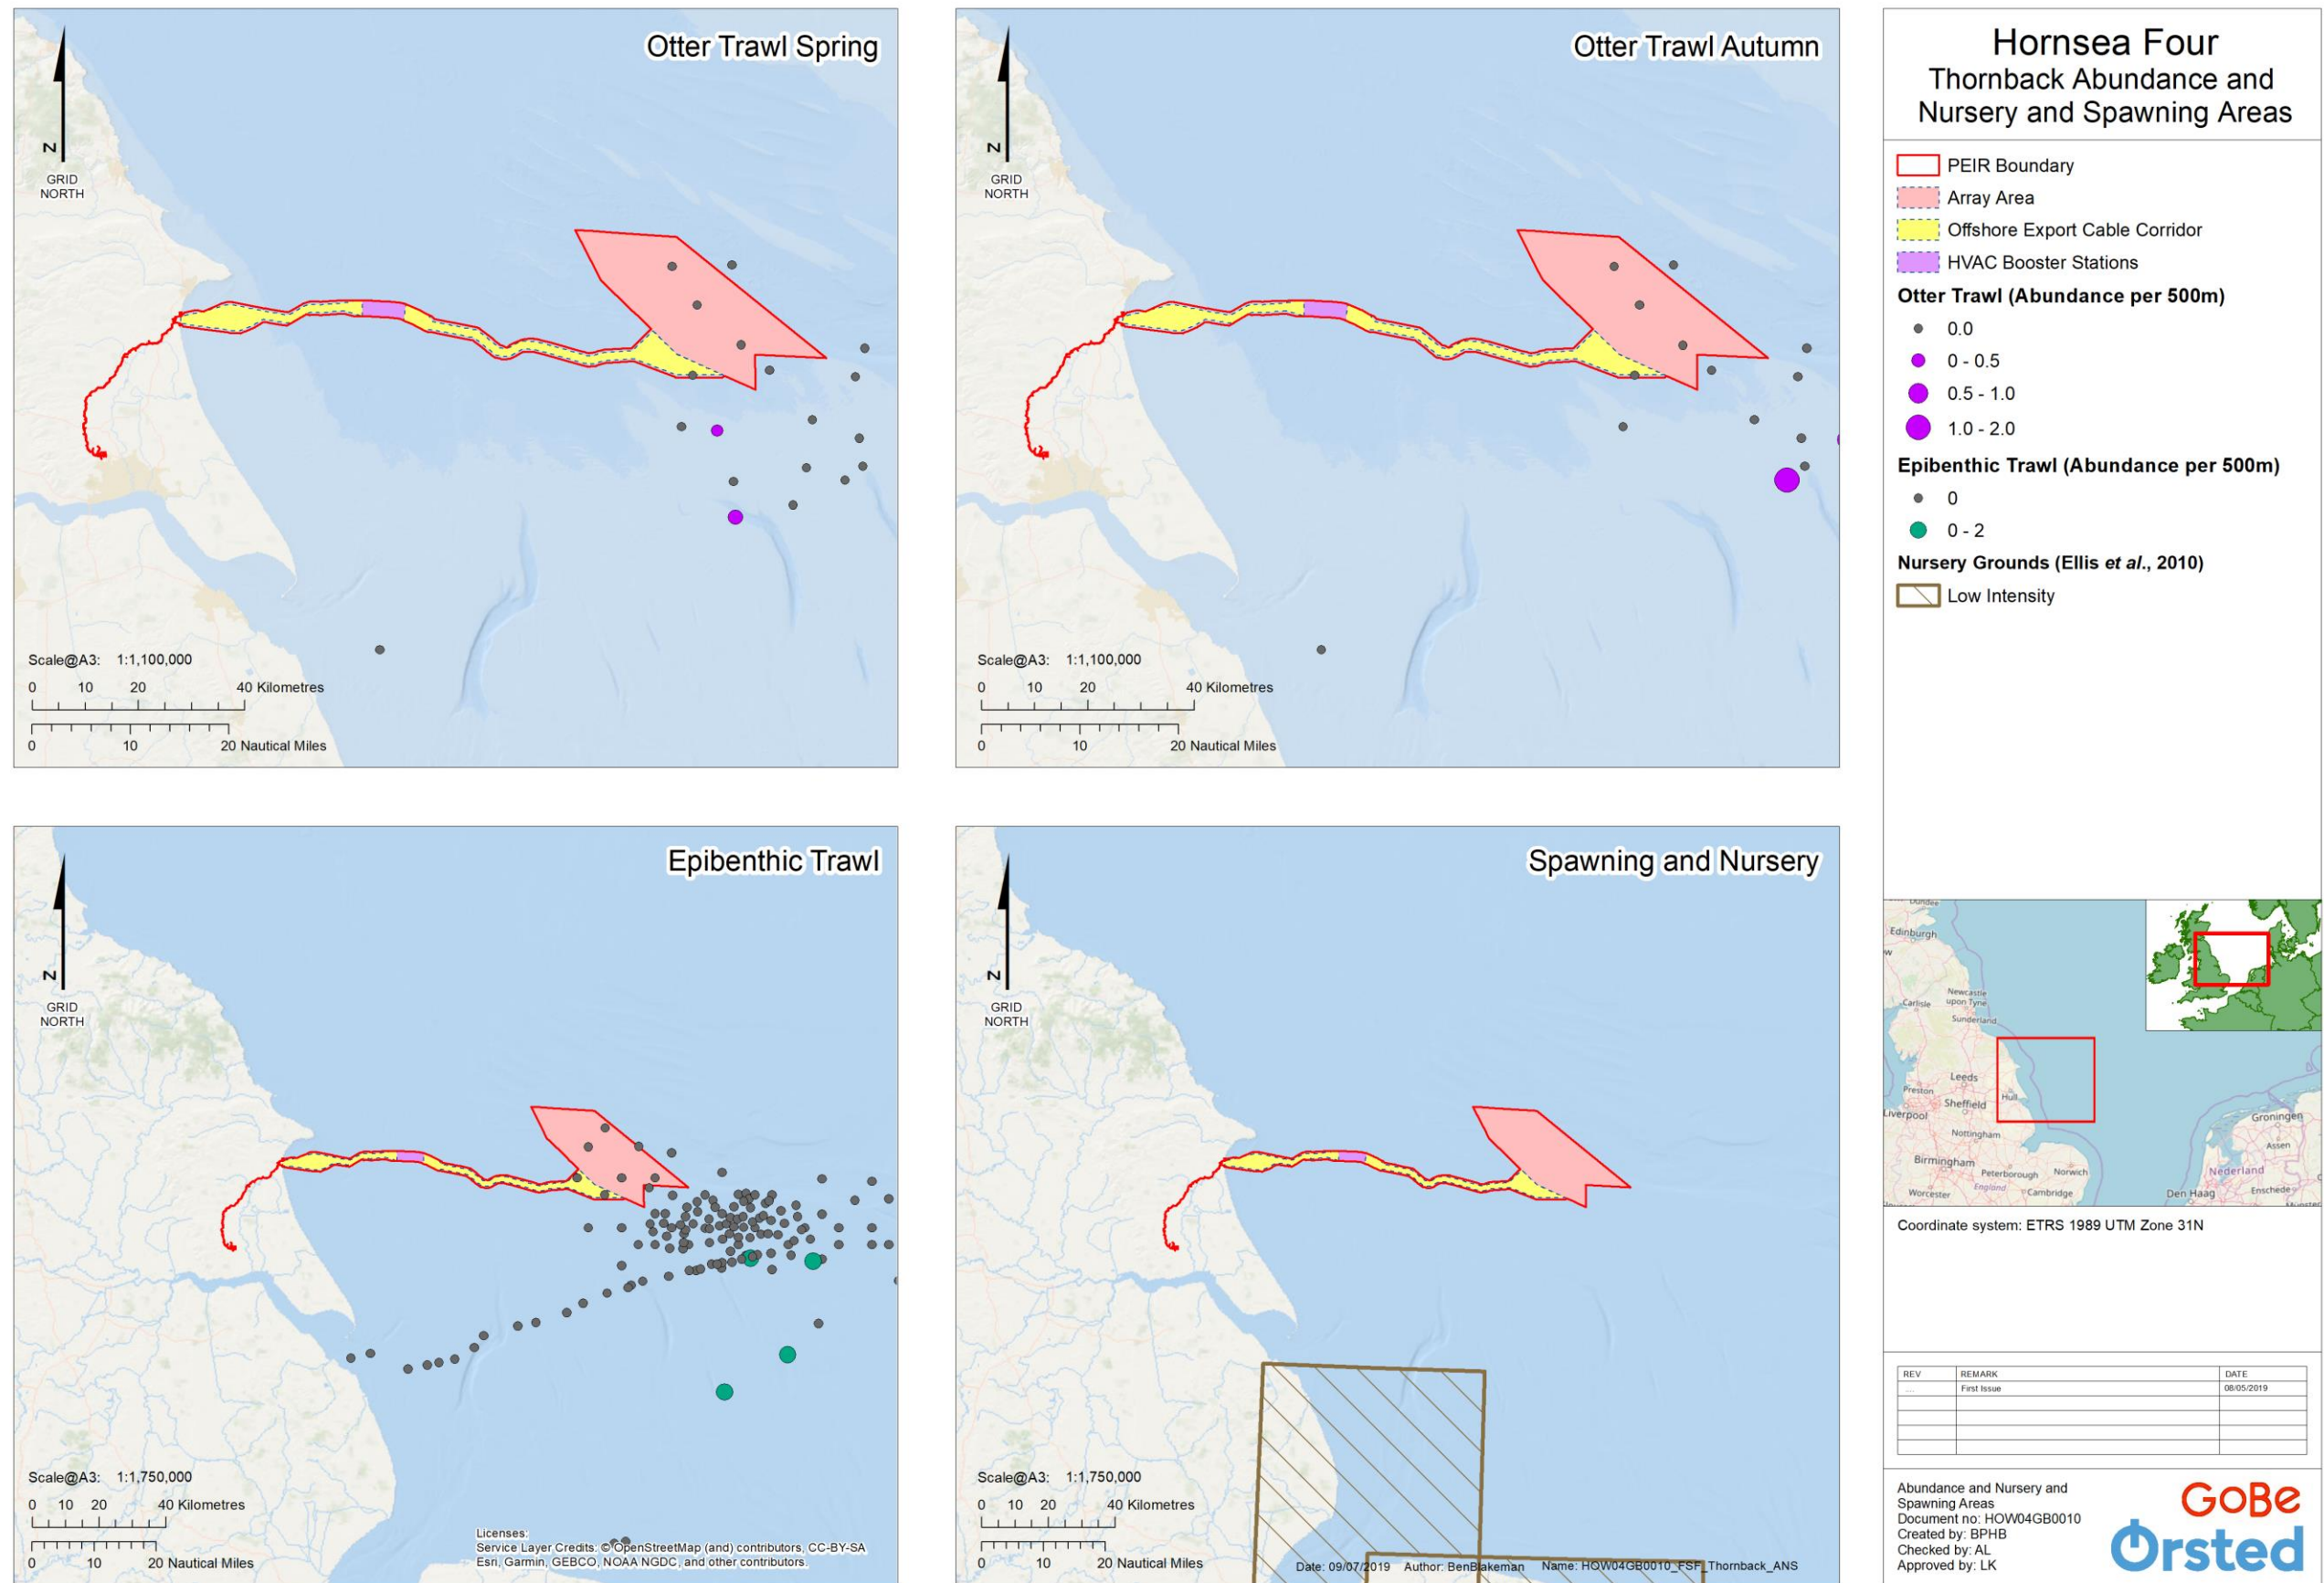 Otter Trawl Spring
N
GRID
NORTH
Scale@A3: 1:1,100,000
0 10 20 40 Kilometres
0 10 20 Nautical Miles
Otter Trawl Autumn
N
GRID
NORTH
Scale@A3: 1:1,100,000
0 10 20 40 Kilometres
0 10 20 Nautical Miles
Epibenthic Trawl
N
GRID
NORTH
Scale@A3: 1:1,750,000
0 10 20 40 Kilometres
0 10 20 Nautical Miles
Licenses:
Service Layer Credits: © OpenStreetMap (and) contributors, CC-BY-SA
Esri, Garmin, GEBCO, NOAA NGDC, and other contributors.
Spawning and Nursery
N
GRID
NORTH
Scale@A3: 1:1,750,000
0 10 20 40 Kilometres
0 10 20 Nautical Miles
Date: 09/07/2019 Author: BenBlakeman Name: HOW04GB0010_FSF_Thornback_ANS
Hornsea Four
Thornback Abundance and
Nursery and Spawning Areas
PEIR Boundary
Array Area
Offshore Export Cable Corridor
HVAC Booster Stations
Otter Trawl (Abundance per 500m)
0.0
0 - 0.5
0.5 - 1.0
1.0 - 2.0
Epibenthic Trawl (Abundance per 500m)
0
0 - 2
Nursery Grounds (Ellis et al., 2010)
Low Intensity
Dundee
Edinburgh
Newcastle
upon Tyne
Carlisle
Sunderland
Leeds
Preston
Hull
Sheffield
Liverpool
Nottingham
Birmingham
Peterborough
Norwich
England
Worcester
Cambridge
Groningen
Assen
Nederland
Den Haag
Enschede
Coordinate system: ETRS 1989 UTM Zone 31N
REV REMARK DATE
.... First Issue 08/05/2019
Abundance and Nursery and
Spawning Areas
Document no: HOW04GB0010
Created by: BPHB
Checked by: AL
Approved by: LK
GoBe
Orsted